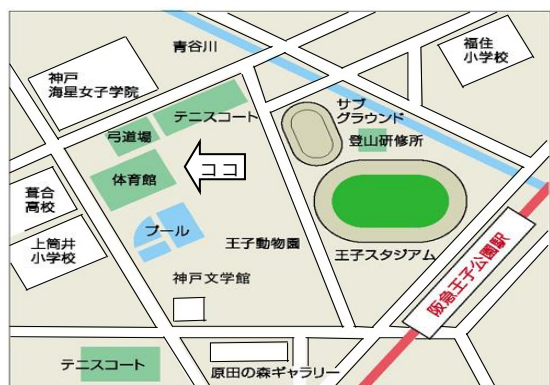 青谷川
福住
小学校
神戸
海星女子学院
テニスコート
サブ
グラウンド
弓道場
登山研修所
ココ
体育館
葺合
高校
プール
上筒井
小学校
王子動物園
王子スタジアム
阪急王子公園駅
神戸文学館
テニスコート
原田の森ギャラリー